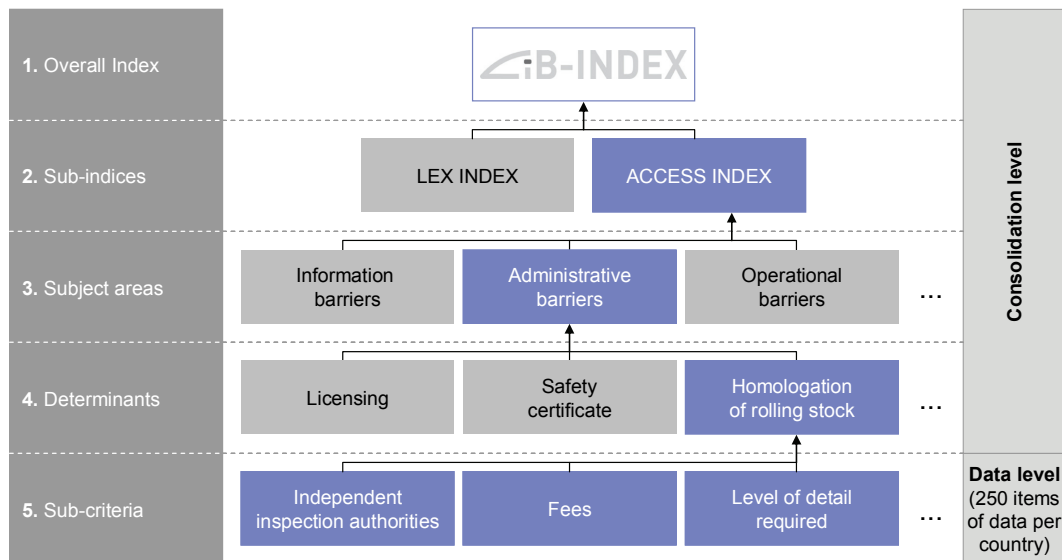 1. Overall Index
LiB-INDEX
2. Sub-indices
LEX INDEX
ACCESS INDEX
3. Subject areas
Information
barriers
Administrative
barriers
Operational
barriers
...
4. Determinants
Licensing
Safety
certificate
Homologation
of rolling stock
...
5. Sub-criteria
Independent
inspection authorities
Fees
Level of detail
required
...
Consolidation level
Data level
(250 items
of data per
country)